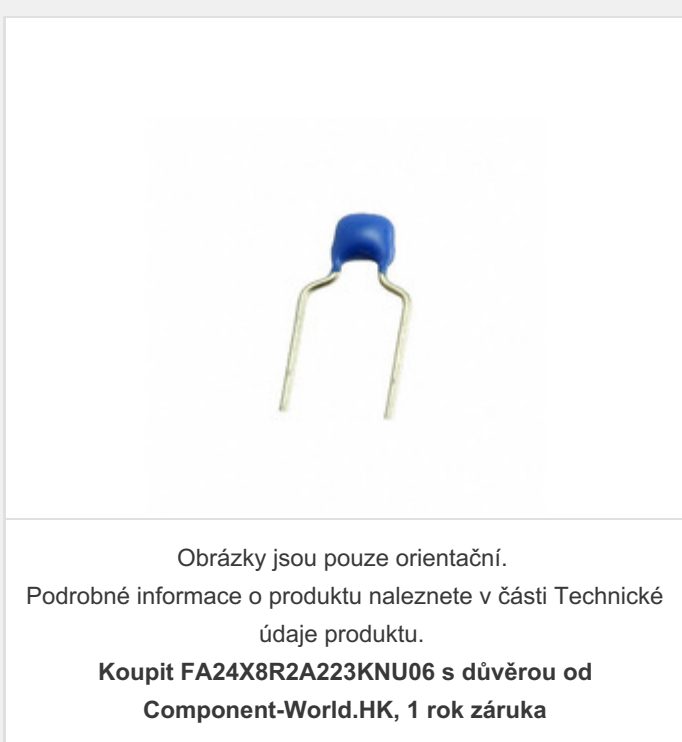 Obrázky jsou pouze orientační.
Podrobné informace o produktu naleznete v části Technické
údaje produktu.
Koupit FA24X8R2A223KNU06 s důvěrou od
Component-World.HK, 1 rok záruka